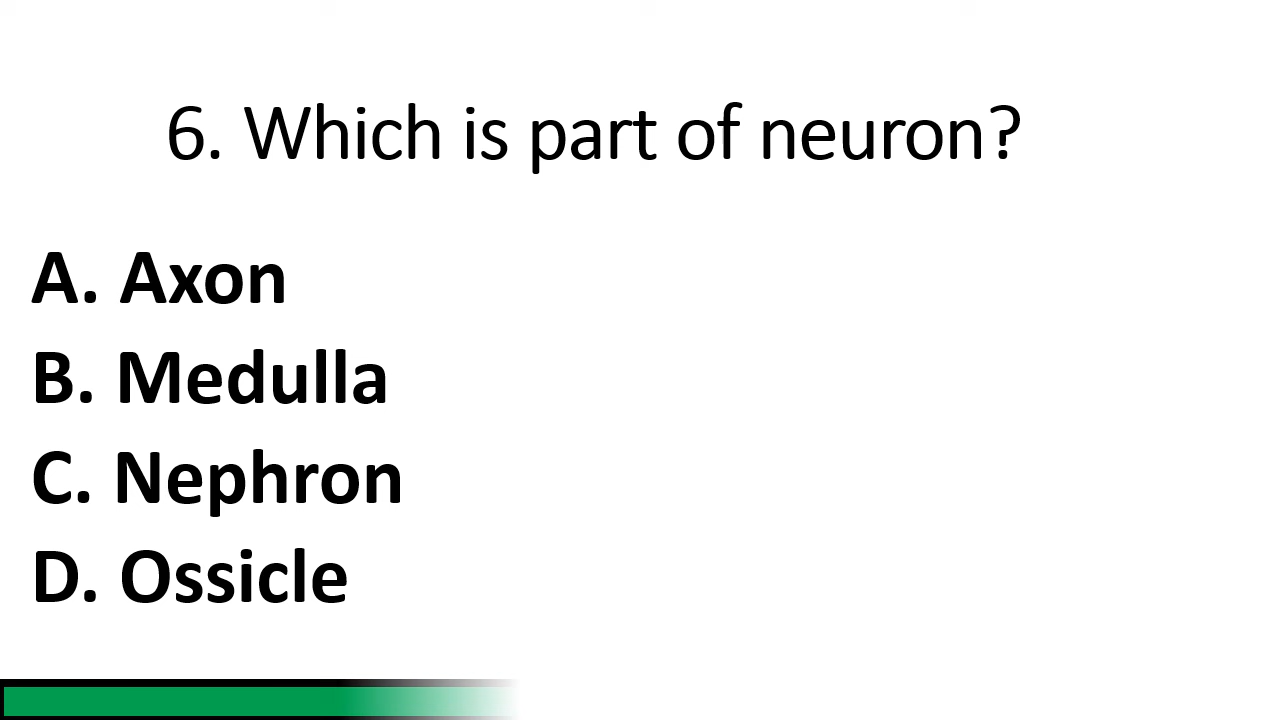 6. Which is part of neuron?
A. Axon
B. Medulla
C. Nephron
D. Ossicle